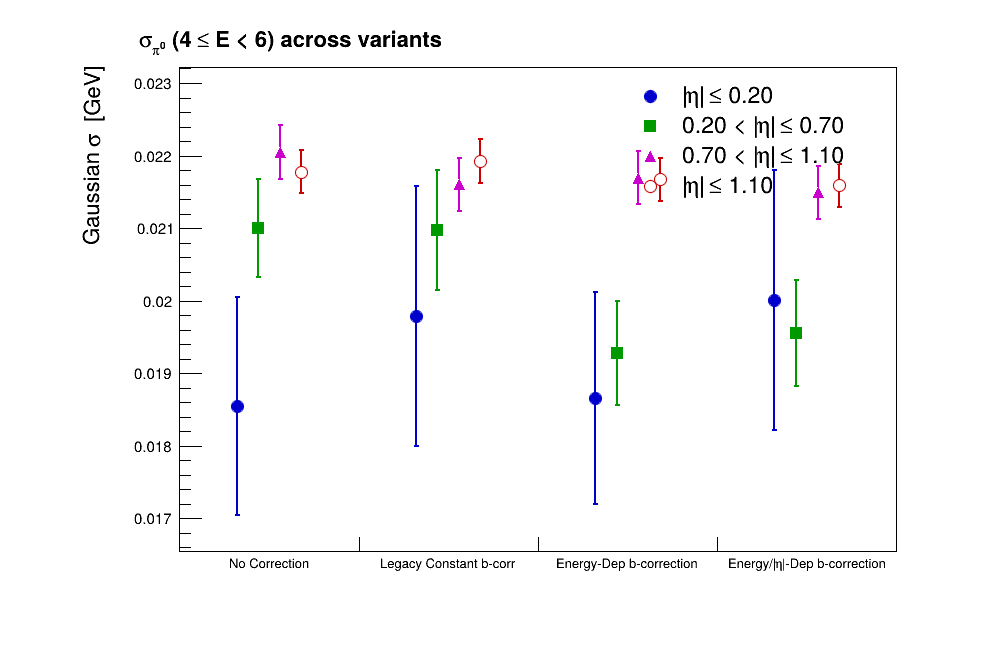 σπ⁰ (4 ≤ E < 6) across variants
Gaussian σ [GeV]
0.023
0.022
0.021
0.02
0.019
0.018
0.017
|η| ≤ 0.20
0.20 < |η| ≤ 0.70
0.70 < |η| ≤ 1.10
|η| ≤ 1.10
No Correction
Legacy Constant b-corr
Energy-Dep b-correction
Energy/|η|-Dep b-correction